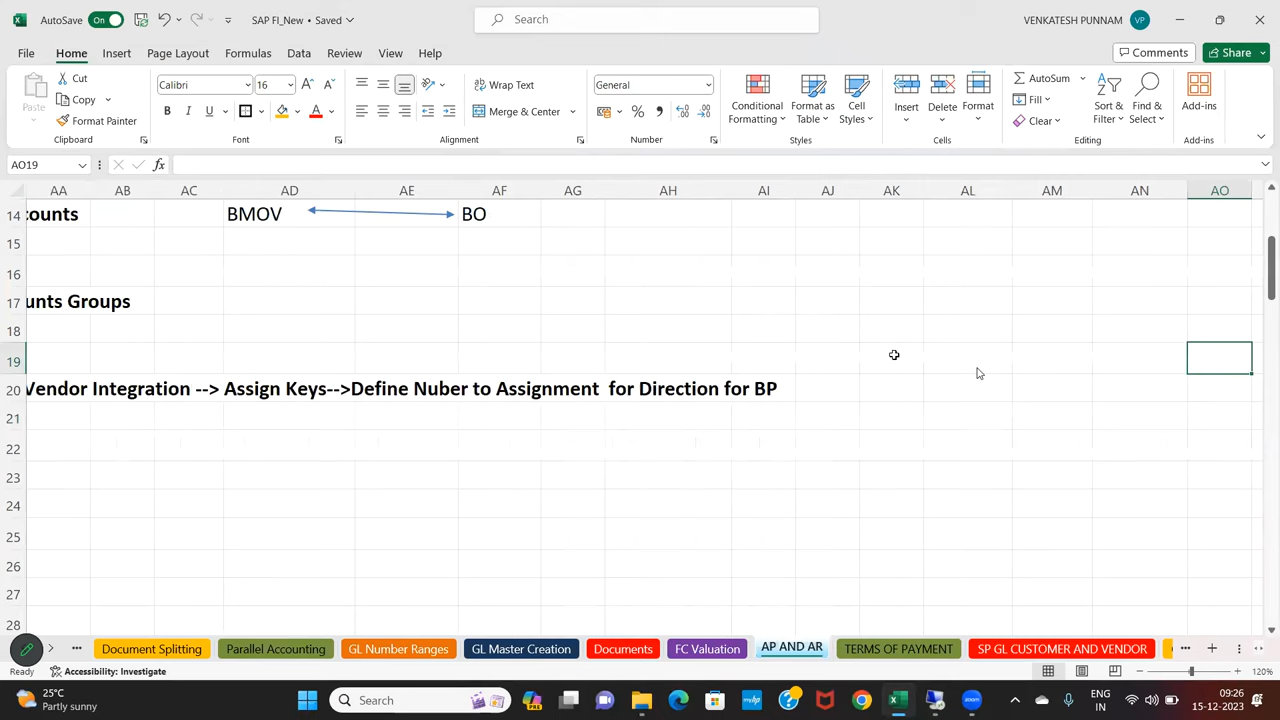 AutoSave On SAP FI_New • Saved Search VENKATESH PUNNAM VP
File Home Insert Page Layout Formulas Data Review View Help Comments Share
Paste Cut Copy Format Painter Clipboard
Calibri 16 B I U A Font
Wrap Text Merge & Center Alignment
General % Number
Conditional Formatting Format as Table Cell Styles Styles
Insert Delete Format Cells
AutoSum Fill Clear Sort & Filter Find & Select Editing
Add-ins Add-ins
AO19 fx
AA AB AC AD AE AF AG AH AI AJ AK AL AM AN AO
14 counts BMOV BO
15
16
17 unts Groups
18
19
20 Vendor Integration --> Assign Keys-->Define Nuber to Assignment for Direction for BP
21
22
23
24
25
26
27
28
Document Splitting Parallel Accounting GL Number Ranges GL Master Creation Documents FC Valuation AP AND AR TERMS OF PAYMENT SP GL CUSTOMER AND VENDOR
Ready Accessibility: Investigate 120%
25°C Partly sunny Search zoom ENG IN 09:26 15-12-2023